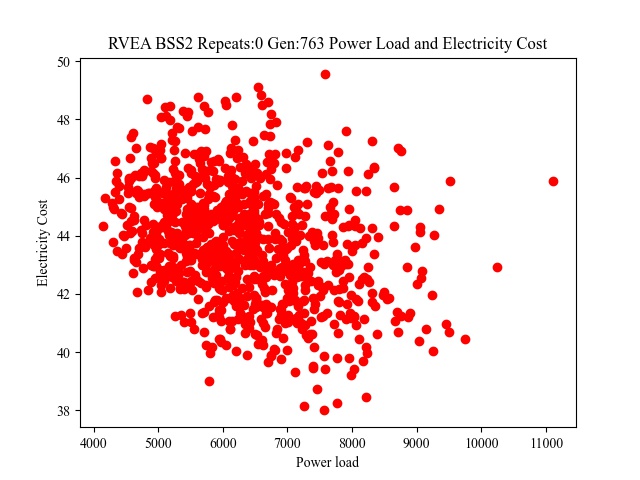 RVEA BSS2 Repeats:0 Gen:763 Power Load and Electricity Cost
50
48
46
44
42
40
38
Electricity Cost
4000 5000 6000 7000 8000 9000 10000 11000
Power load